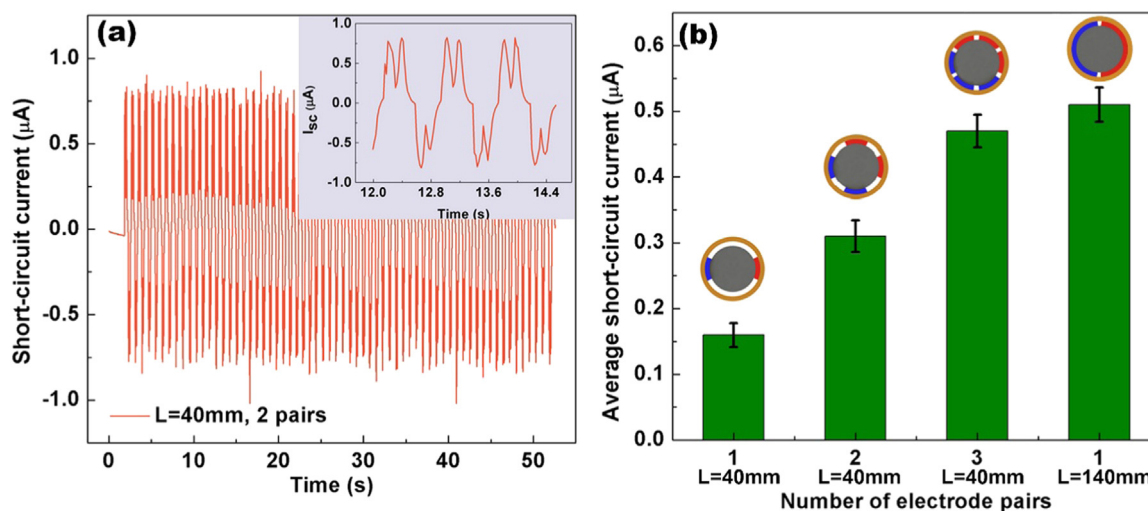 (a)
Short-circuit current (μA)
1.0
0.5
0.0
-0.5
-1.0
L=40mm, 2 pairs
0 10 20 30 40 50
Time (s)
I_SC (μA)
1.0
0.5
0.0
-0.5
-1.0
12.0 12.8 13.6 14.4
Time (s)
(b)
Average short-circuit current (μA)
0.6
0.5
0.4
0.3
0.2
0.1
0.0
1 2 3 1
L=40mm L=40mm L=40mm L=140mm
Number of electrode pairs